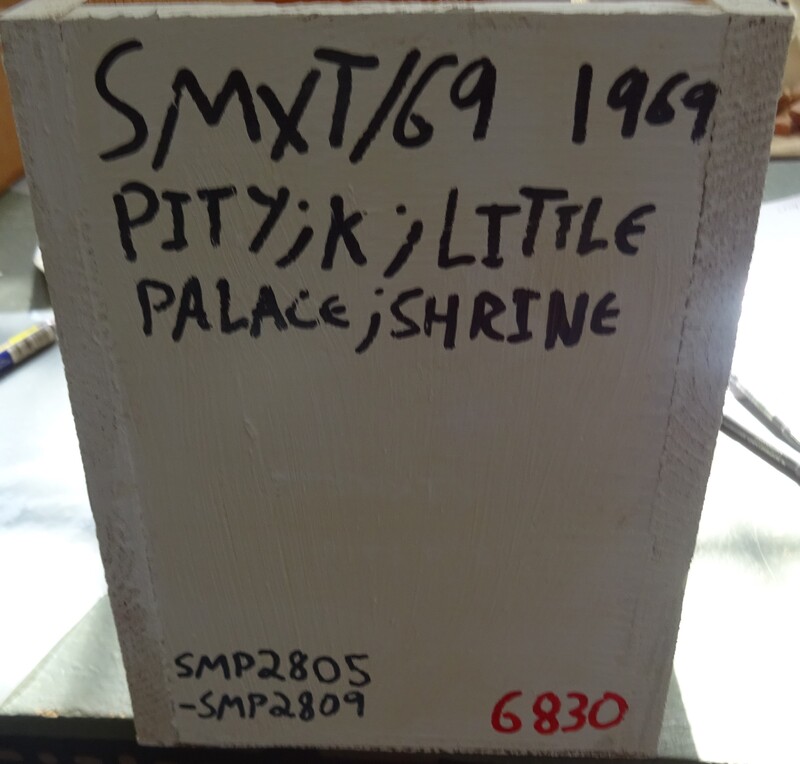 SMXT/69 1969
PITY;K;LITTLE
PALACE;SHRINE
SMP2805
-SMP2809
6830